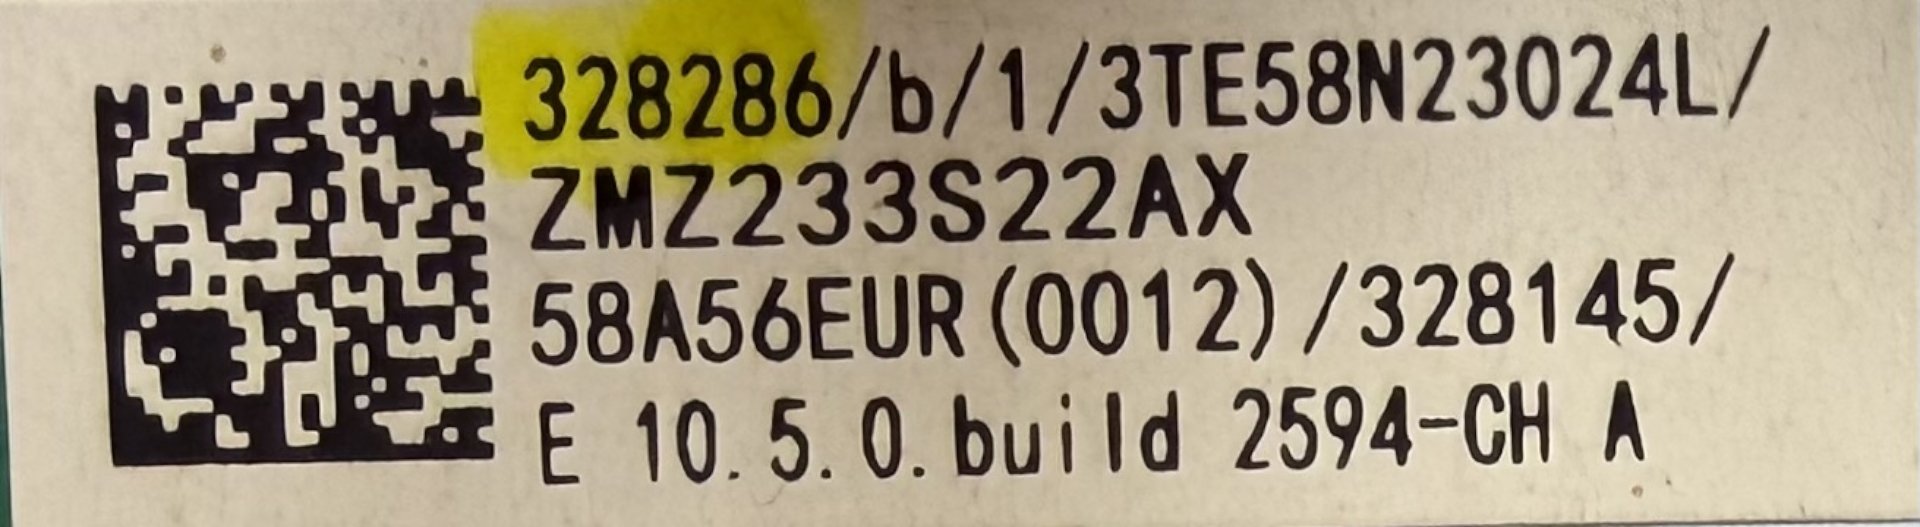 328286/b/1/3TE58N23024L/
ZMZ233S22AX
58A56EUR(0012)/328145/
E 10.5.0.build 2594-CH A